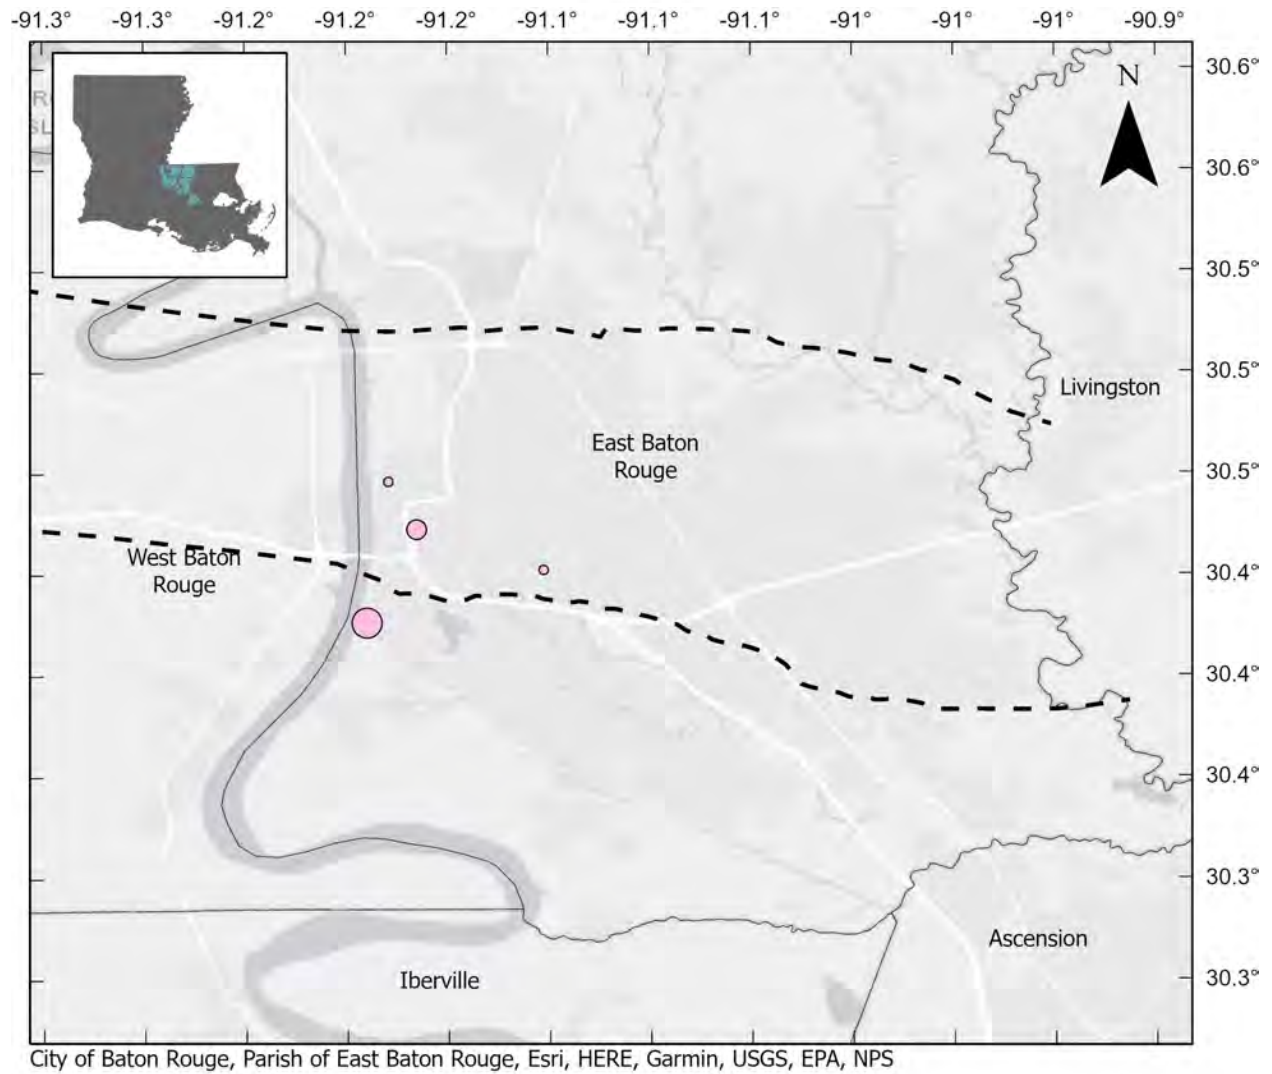 -91.3° -91.3° -91.2° -91.2° -91.2° -91.1° -91.1° -91.1° -91° -91° -91° -90.9°
R
SL
N
30.6°
30.6°
30.5°
30.5°
Livingston
East Baton
Rouge
30.5°
West Baton
Rouge
30.4°
30.4°
30.4°
30.3°
Ascension
Iberville
30.3°
City of Baton Rouge, Parish of East Baton Rouge, Esri, HERE, Garmin, USGS, EPA, NPS